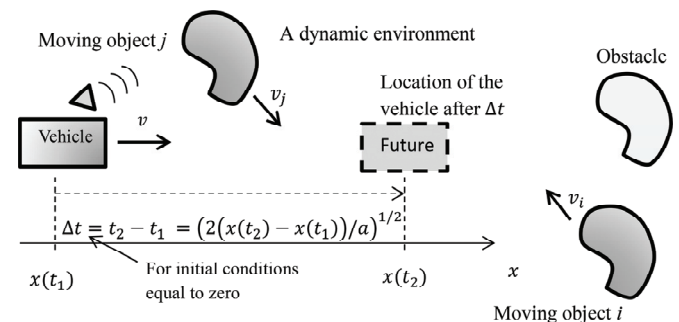 Moving object j
A dynamic environment
v_j
Obstacle
Location of the
vehicle after Δt
Vehicle
v
Future
v_i
Δt = t₂ − t₁ = (2(x(t₂) − x(t₁))/a)^{1/2}
For initial conditions
equal to zero
x(t₁)
x(t₂)
x
Moving object i